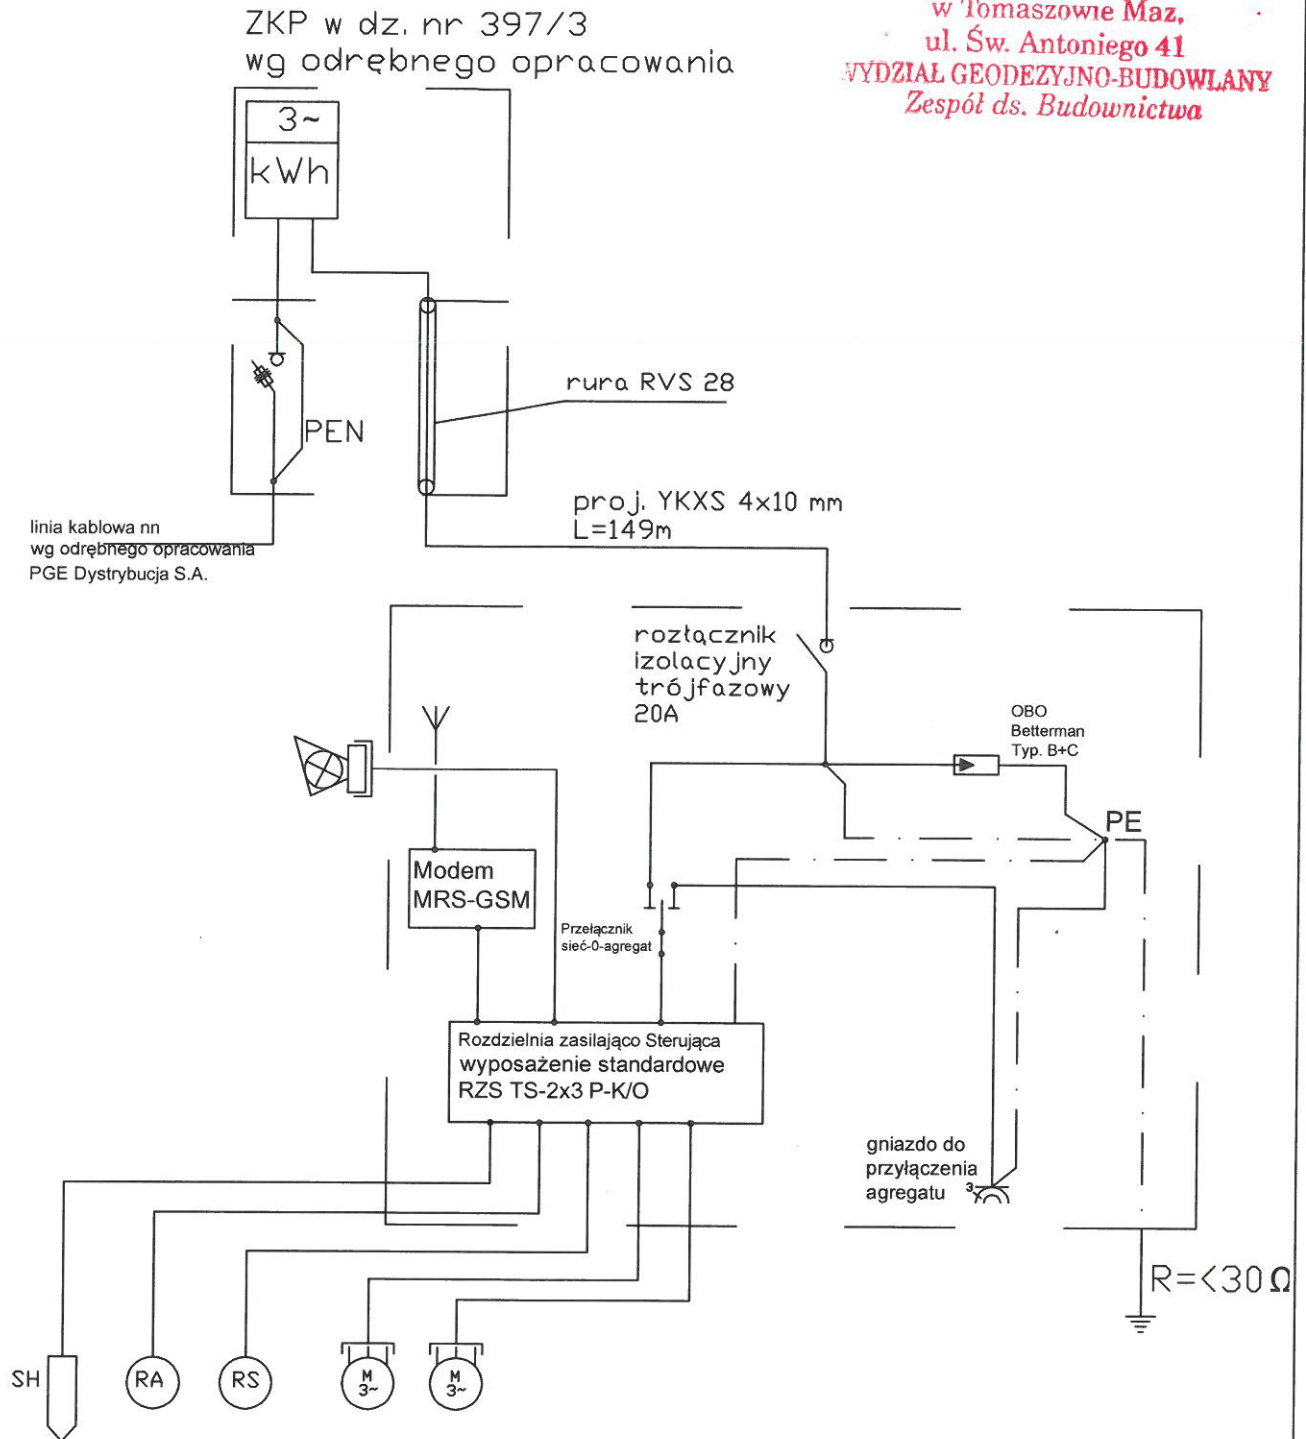 ZKP w dz. nr 397/3
wg odrębnego opracowania
w Tomaszowie Maz.
ul. Św. Antoniego 41
WYDZIAŁ GEODEZYJNO-BUDOWLANY
Zespół ds. Budownictwa
3~
kWh
rura RVS 28
PEN
proj. YKXS 4x10 mm
L=149m
linia kablowa nn
wg odrębnego opracowania
PGE Dystrybucja S.A.
rozłącznik
izolacyjny
trójfazowy
20A
OBO
Betterman
Typ. B+C
PE
Modem
MRS-GSM
Przełącznik
sieć-0-agregat
Rozdzielnia zasilająco Sterująca
wyposażenie standardowe
RZS TS-2x3 P-K/O
gniazdo do
przyłączenia
agregatu
3
R=<30Ω
SH
RA
RS
M
3~
M
3~